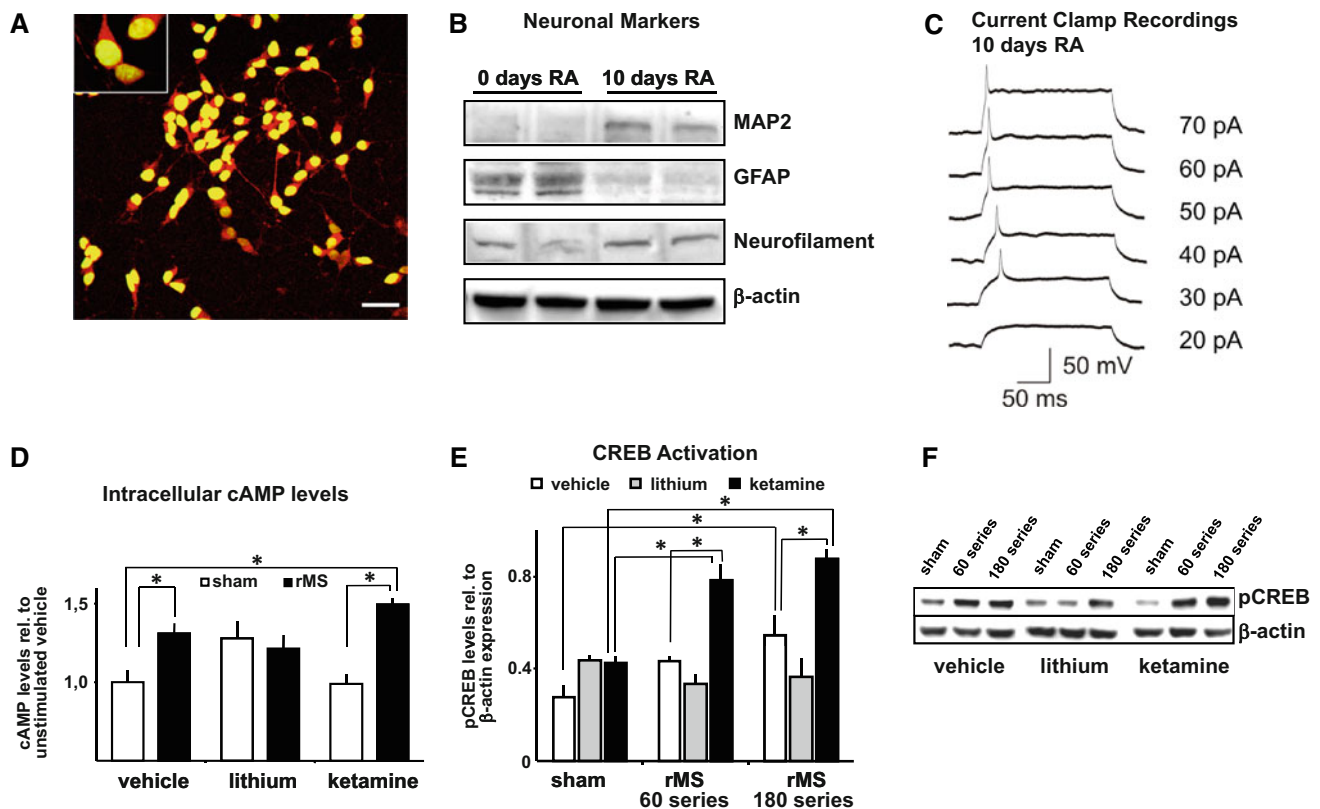 A
B
Neuronal Markers
0 days RA 10 days RA
MAP2
GFAP
Neurofilament
β-actin
C
Current Clamp Recordings
10 days RA
70 pA
60 pA
50 pA
40 pA
30 pA
20 pA
50 mV
50 ms
D
Intracellular cAMP levels
cAMP levels rel. to
unstimulated vehicle
* 
sham rMS
* *
1,5
1,0
vehicle lithium ketamine
E
CREB Activation
vehicle lithium ketamine
pCREB levels rel. to
β-actin expression
*
*
* * *
0.8
0.4
0
sham rMS rMS
60 series 180 series
F
sham 60 series 180 series sham 60 series 180 series sham 60 series 180 series
pCREB
β-actin
vehicle lithium ketamine